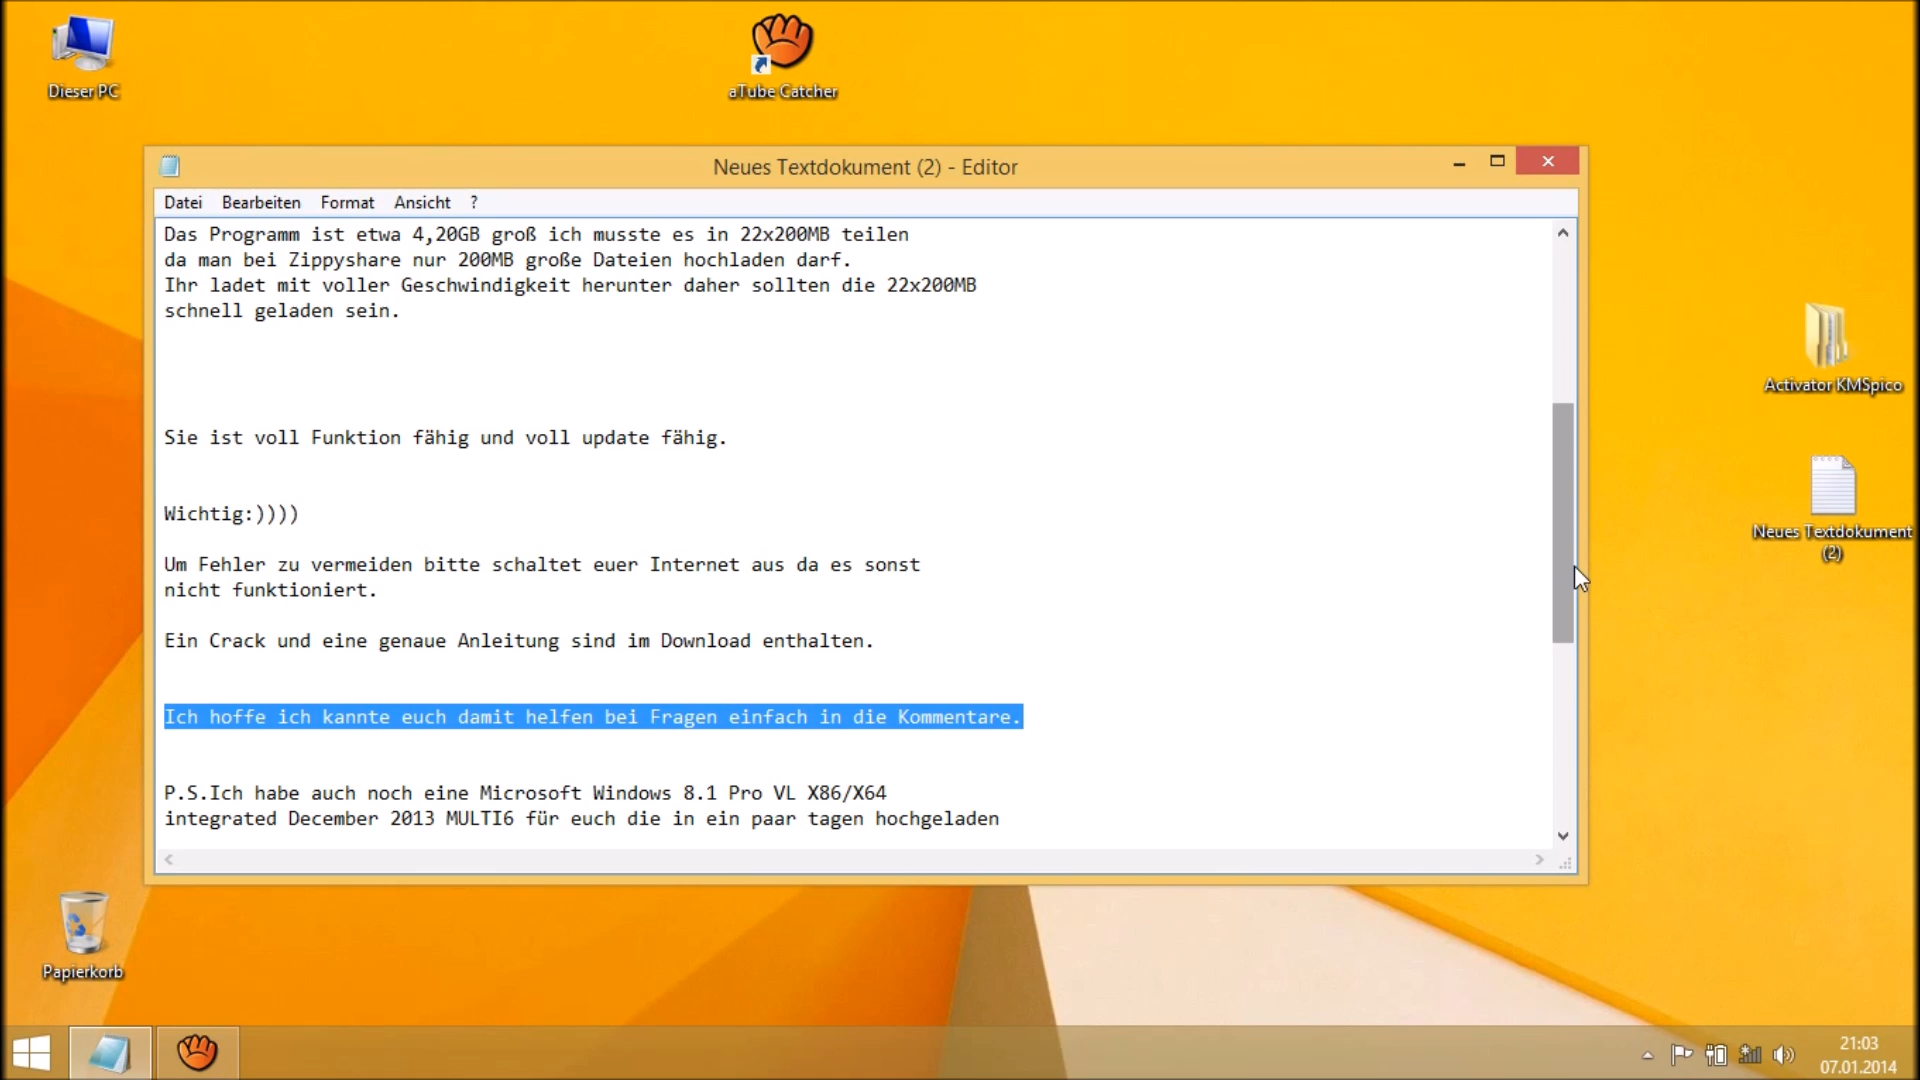 Dieser PC
aTube Catcher
Neues Textdokument (2) - Editor
Datei Bearbeiten Format Ansicht ?
Das Programm ist etwa 4,20GB groß ich musste es in 22x200MB teilen
da man bei Zippyshare nur 200MB große Dateien hochladen darf.
Ihr ladet mit voller Geschwindigkeit herunter daher sollten die 22x200MB
schnell geladen sein.
Sie ist voll Funktion fähig und voll update fähig.
Wichtig:))))
Um Fehler zu vermeiden bitte schaltet euer Internet aus da es sonst
nicht funktioniert.
Ein Crack und eine genaue Anleitung sind im Download enthalten.
Ich hoffe ich kannte euch damit helfen bei Fragen einfach in die Kommentare.
P.S.Ich habe auch noch eine Microsoft Windows 8.1 Pro VL X86/X64
integrated December 2013 MULTI6 für euch die in ein paar tagen hochgeladen
Activator KMSpico
Neues Textdokument
(2)
Papierkorb
21:03
07.01.2014